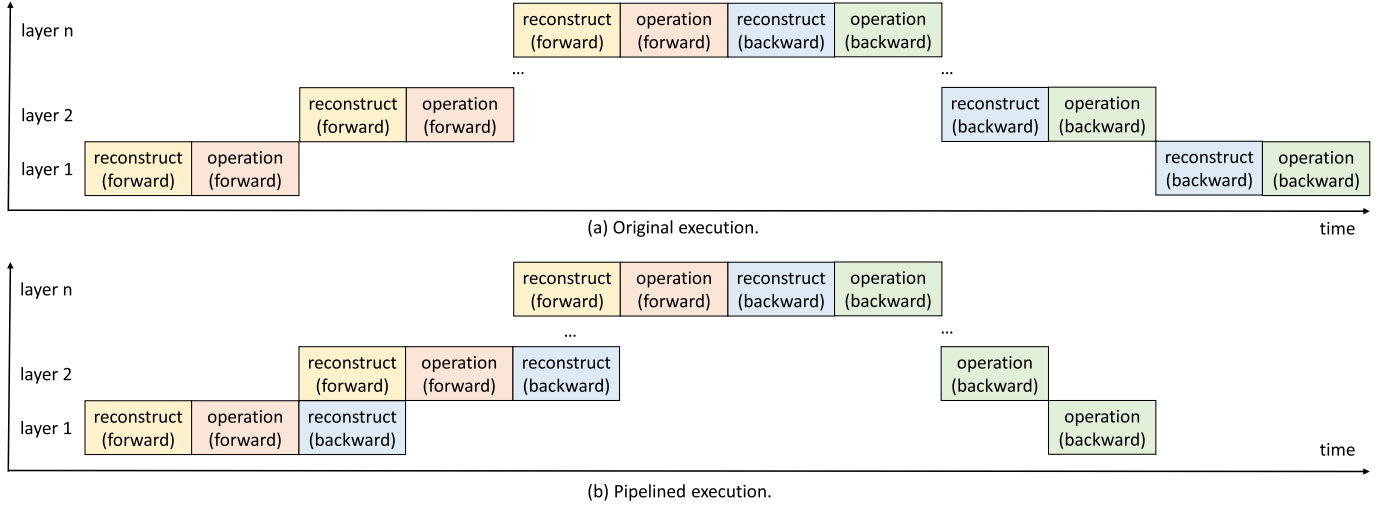 layer n
reconstruct
(forward)
operation
(forward)
reconstruct
(backward)
operation
(backward)
...
...
layer 2
reconstruct
(forward)
operation
(forward)
reconstruct
(backward)
operation
(backward)
layer 1
reconstruct
(forward)
operation
(forward)
reconstruct
(backward)
operation
(backward)
(a) Original execution.
time
layer n
reconstruct
(forward)
operation
(forward)
reconstruct
(backward)
operation
(backward)
...
...
layer 2
reconstruct
(forward)
operation
(forward)
reconstruct
(backward)
operation
(backward)
layer 1
reconstruct
(forward)
operation
(forward)
reconstruct
(backward)
operation
(backward)
time
(b) Pipelined execution.